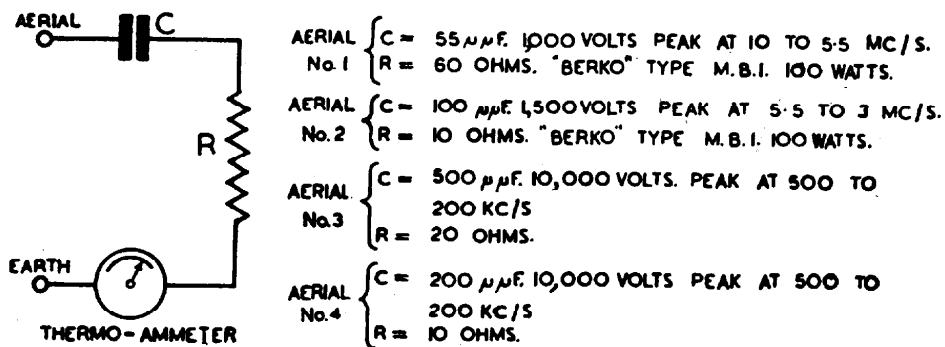 AERIAL
C
R
EARTH
THERMO-AMMETER
AERIAL No.1
C = 55 μμF. 1,000 VOLTS PEAK AT 10 TO 5·5 MC/S.
R = 60 OHMS. "BERKO" TYPE M.B.I. 100 WATTS.
AERIAL No.2
C = 100 μμF. 1,500 VOLTS PEAK AT 5·5 TO 3 MC/S.
R = 10 OHMS. "BERKO" TYPE M.B.I. 100 WATTS.
AERIAL No.3
C = 500 μμF. 10,000 VOLTS. PEAK AT 500 TO
200 KC/S
R = 20 OHMS.
AERIAL No.4
C = 200 μμF. 10,000 VOLTS PEAK AT 500 TO
200 KC/S
R = 10 OHMS.